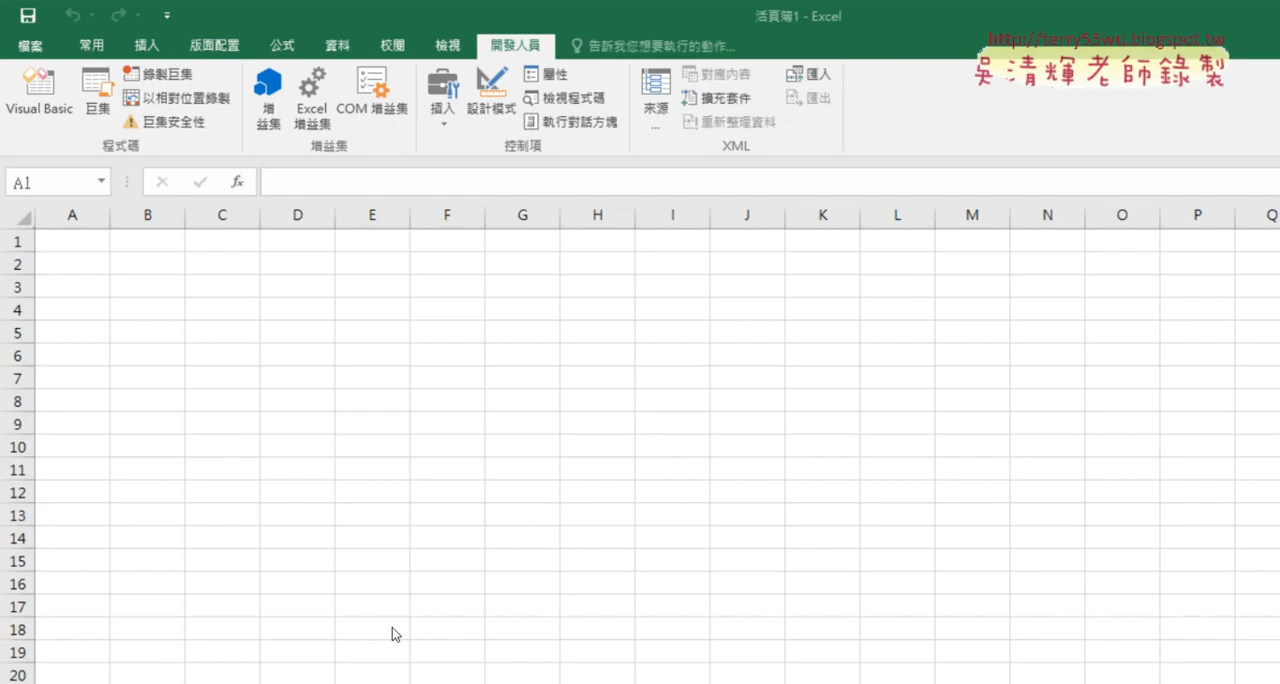 活頁簿1 - Excel
http://terry55wu.blogspot.tw
吳清輝老師錄製
檔案 常用 插入 版面配置 公式 資料 校閱 檢視 開發人員 告訴我您想要執行的動作...
Visual Basic
巨集
錄製巨集
以相對位置錄製
巨集安全性
程式碼
增
益集
Excel
增益集
COM 增益集
增益集
插入
設計模式
屬性
檢視程式碼
執行對話方塊
控制項
來源
...
對應內容
擴充套件
重新整理資料
匯入
匯出
XML
A1
fx
A B C D E F G H I J K L M N O P Q
1
2
3
4
5
6
7
8
9
10
11
12
13
14
15
16
17
18
19
20